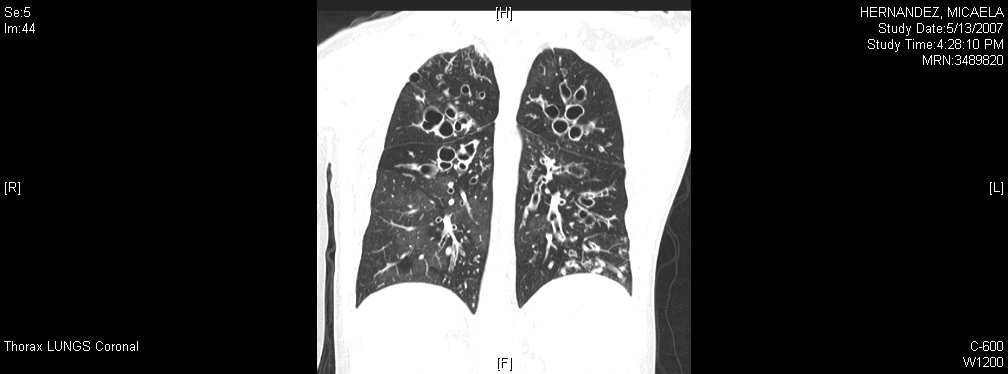 Se:5
Im:44
[H]
HERNANDEZ, MICAELA
Study Date:5/13/2007
Study Time:4:28:10 PM
MRN:3489820
[R]
[L]
Thorax LUNGS Coronal
[F]
C-600
W1200